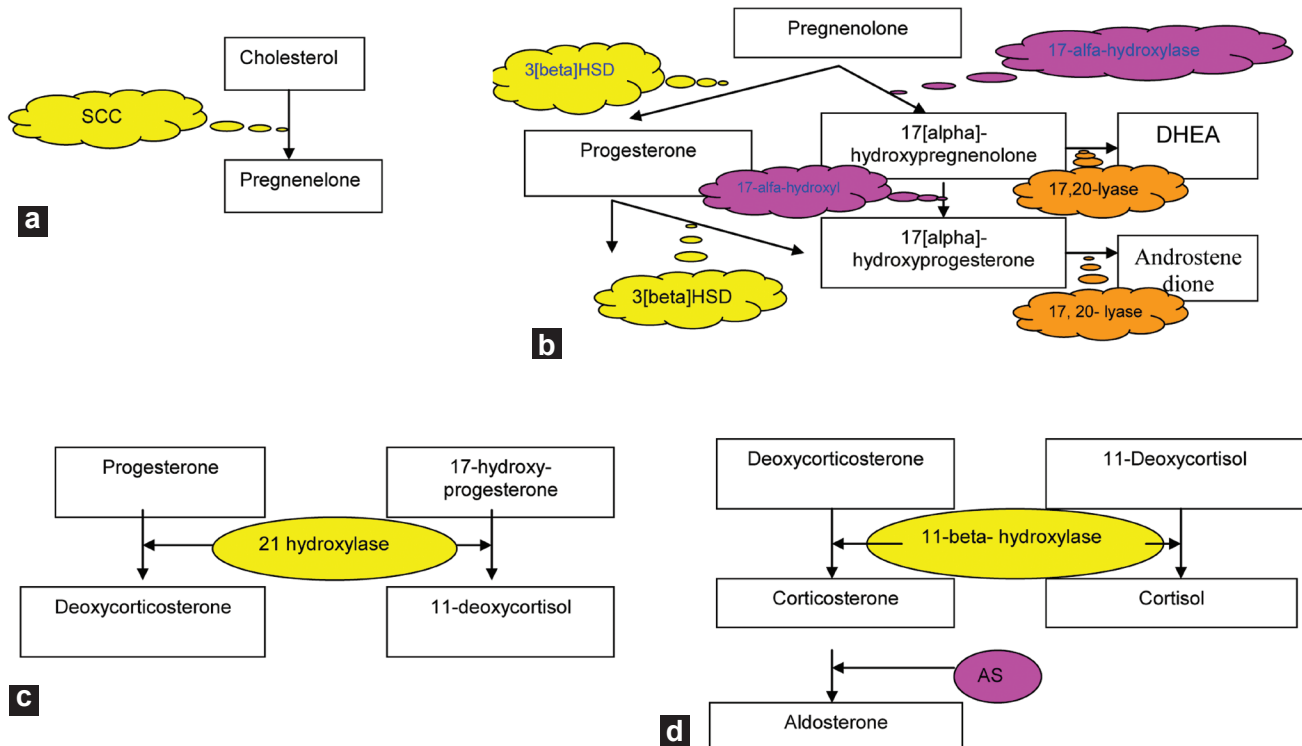 Cholesterol
SCC
Pregnenelone
a
Pregnenolone
3[beta]HSD
17-alfa-hydroxylase
Progesterone
17[alpha]-
hydroxypregnenolone
DHEA
17-alfa-hydroxyl
17,20-lyase
17[alpha]-
hydroxyprogesterone
Androstene
dione
3[beta]HSD
17, 20- lyase
b
Progesterone
17-hydroxy-
progesterone
21 hydroxylase
Deoxycorticosterone
11-deoxycortisol
c
Deoxycorticosterone
11-Deoxycortisol
11-beta- hydroxylase
Corticosterone
Cortisol
AS
Aldosterone
d